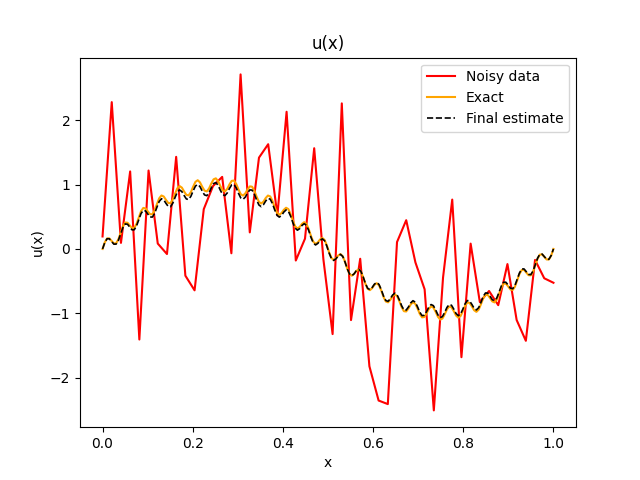 u(x)
Noisy data
Exact
Final estimate
2
1
0
−1
−2
u(x)
0.0 0.2 0.4 0.6 0.8 1.0
x